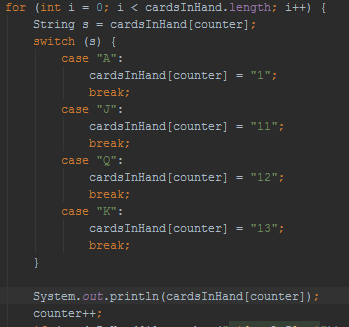 for (int i = 0; i < cardsInHand.length; i++) {
String s = cardsInHand[counter];
switch (s) {
case "A":
cardsInHand[counter] = "1";
break;
case "J":
cardsInHand[counter] = "11";
break;
case "Q":
cardsInHand[counter] = "12";
break;
case "K":
cardsInHand[counter] = "13";
break;
}
System.out.println(cardsInHand[counter]);
counter++;